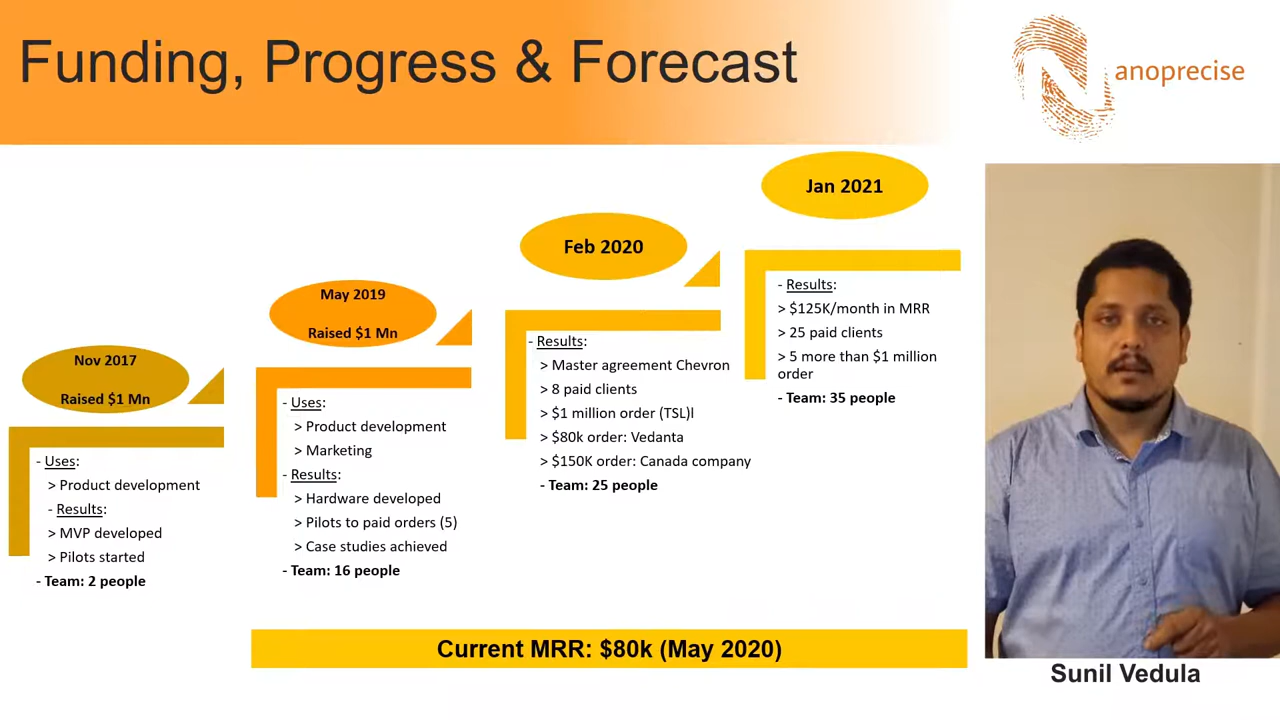 Funding, Progress & Forecast
anoprecise
Nov 2017
Raised $1 Mn
- Uses:
> Product development
- Results:
> MVP developed
> Pilots started
- Team: 2 people
May 2019
Raised $1 Mn
- Uses:
> Product development
> Marketing
- Results:
> Hardware developed
> Pilots to paid orders (5)
> Case studies achieved
- Team: 16 people
Feb 2020
- Results:
> Master agreement Chevron
> 8 paid clients
> $1 million order (TSL)l
> $80k order: Vedanta
> $150K order: Canada company
- Team: 25 people
Jan 2021
- Results:
> $125K/month in MRR
> 25 paid clients
> 5 more than $1 million
order
- Team: 35 people
Current MRR: $80k (May 2020)
Sunil Vedula